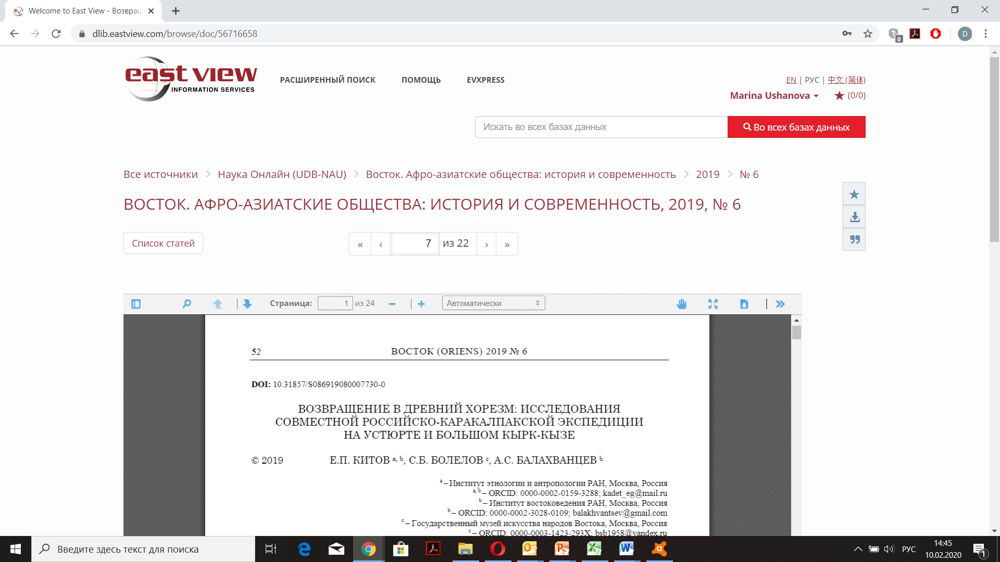 Welcome to East View - Возвращ
dlib.eastview.com/browse/doc/56716658
0
D
east view
INFORMATION SERVICES
РАСШИРЕННЫЙ ПОИСК ПОМОЩЬ EVXPRESS
EN | РУС | 中文 (简体)
Marina Ushanova (0/0)
Искать во всех базах данных Во всех базах данных
Все источники Наука Онлайн (UDB-NAU) Восток. Афро-азиатские общества: история и современность 2019 № 6
ВОСТОК. АФРО-АЗИАТСКИЕ ОБЩЕСТВА: ИСТОРИЯ И СОВРЕМЕННОСТЬ, 2019, № 6
Список статей « ‹ 7 из 22 › »
Страница: 1 из 24 Автоматически
52 ВОСТОК (ORIENS) 2019 № 6
DOI: 10.31857/S086919080007730-0
ВОЗВРАЩЕНИЕ В ДРЕВНИЙ ХОРЕЗМ: ИССЛЕДОВАНИЯ
СОВМЕСТНОЙ РОССИЙСКО-КАРАКАЛПАКСКОЙ ЭКСПЕДИЦИИ
НА УСТЮРТЕ И БОЛЬШОМ КЫРК-КЫЗЕ
© 2019 Е.П. КИТОВ a, b, С.Б. БОЛЕЛОВ c, А.С. БАЛАХВАНЦЕВ b
a – Институт этнологии и антропологии РАН, Москва, Россия
a, b – ORCID: 0000-0002-0159-3288; kadet_eg@mail.ru
b – Институт востоковедения РАН, Москва, Россия
b – ORCID: 0000-0002-3028-0109; balakhvantsev@gmail.com
c – Государственный музей искусства народов Востока, Москва, Россия
c – ORCID: 0000-0003-1423-293X; bsb1958@yandex.ru
Введите здесь текст для поиска
РУС
14:45
10.02.2020
1